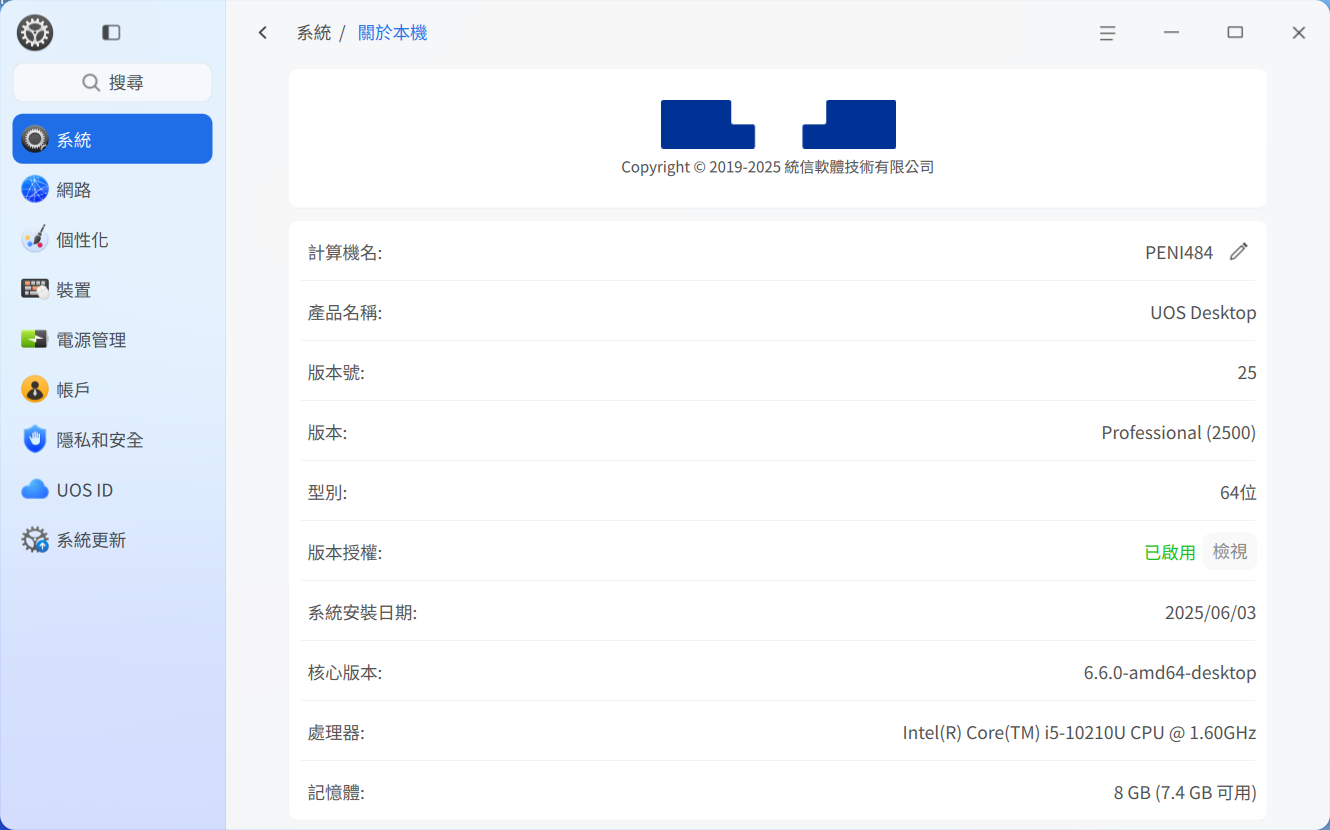 系統 / 關於本機
搜尋
系統
網路
個性化
裝置
電源管理
帳戶
隱私和安全
UOS ID
系統更新
Copyright © 2019-2025 統信軟體技術有限公司
計算機名: PENI484
產品名稱: UOS Desktop
版本號: 25
版本: Professional (2500)
型別: 64位
版本授權: 已啟用 檢視
系統安裝日期: 2025/06/03
核心版本: 6.6.0-amd64-desktop
處理器: Intel(R) Core(TM) i5-10210U CPU @ 1.60GHz
記憶體: 8 GB (7.4 GB 可用)